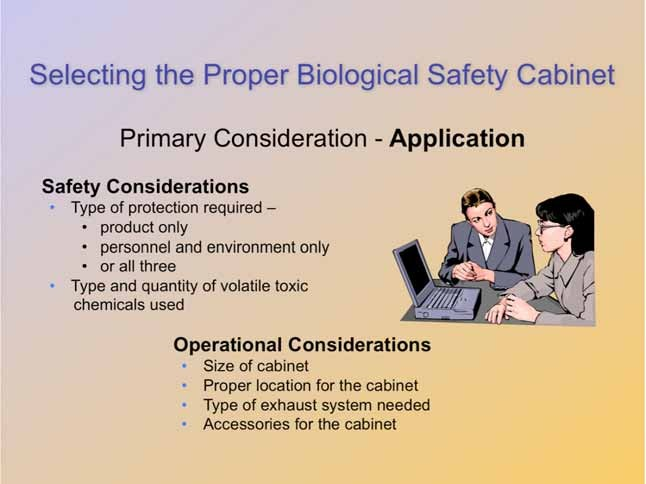 Selecting the Proper Biological Safety Cabinet
Primary Consideration - Application
Safety Considerations
• Type of protection required –
• product only
• personnel and environment only
• or all three
• Type and quantity of volatile toxic
chemicals used
Operational Considerations
• Size of cabinet
• Proper location for the cabinet
• Type of exhaust system needed
• Accessories for the cabinet